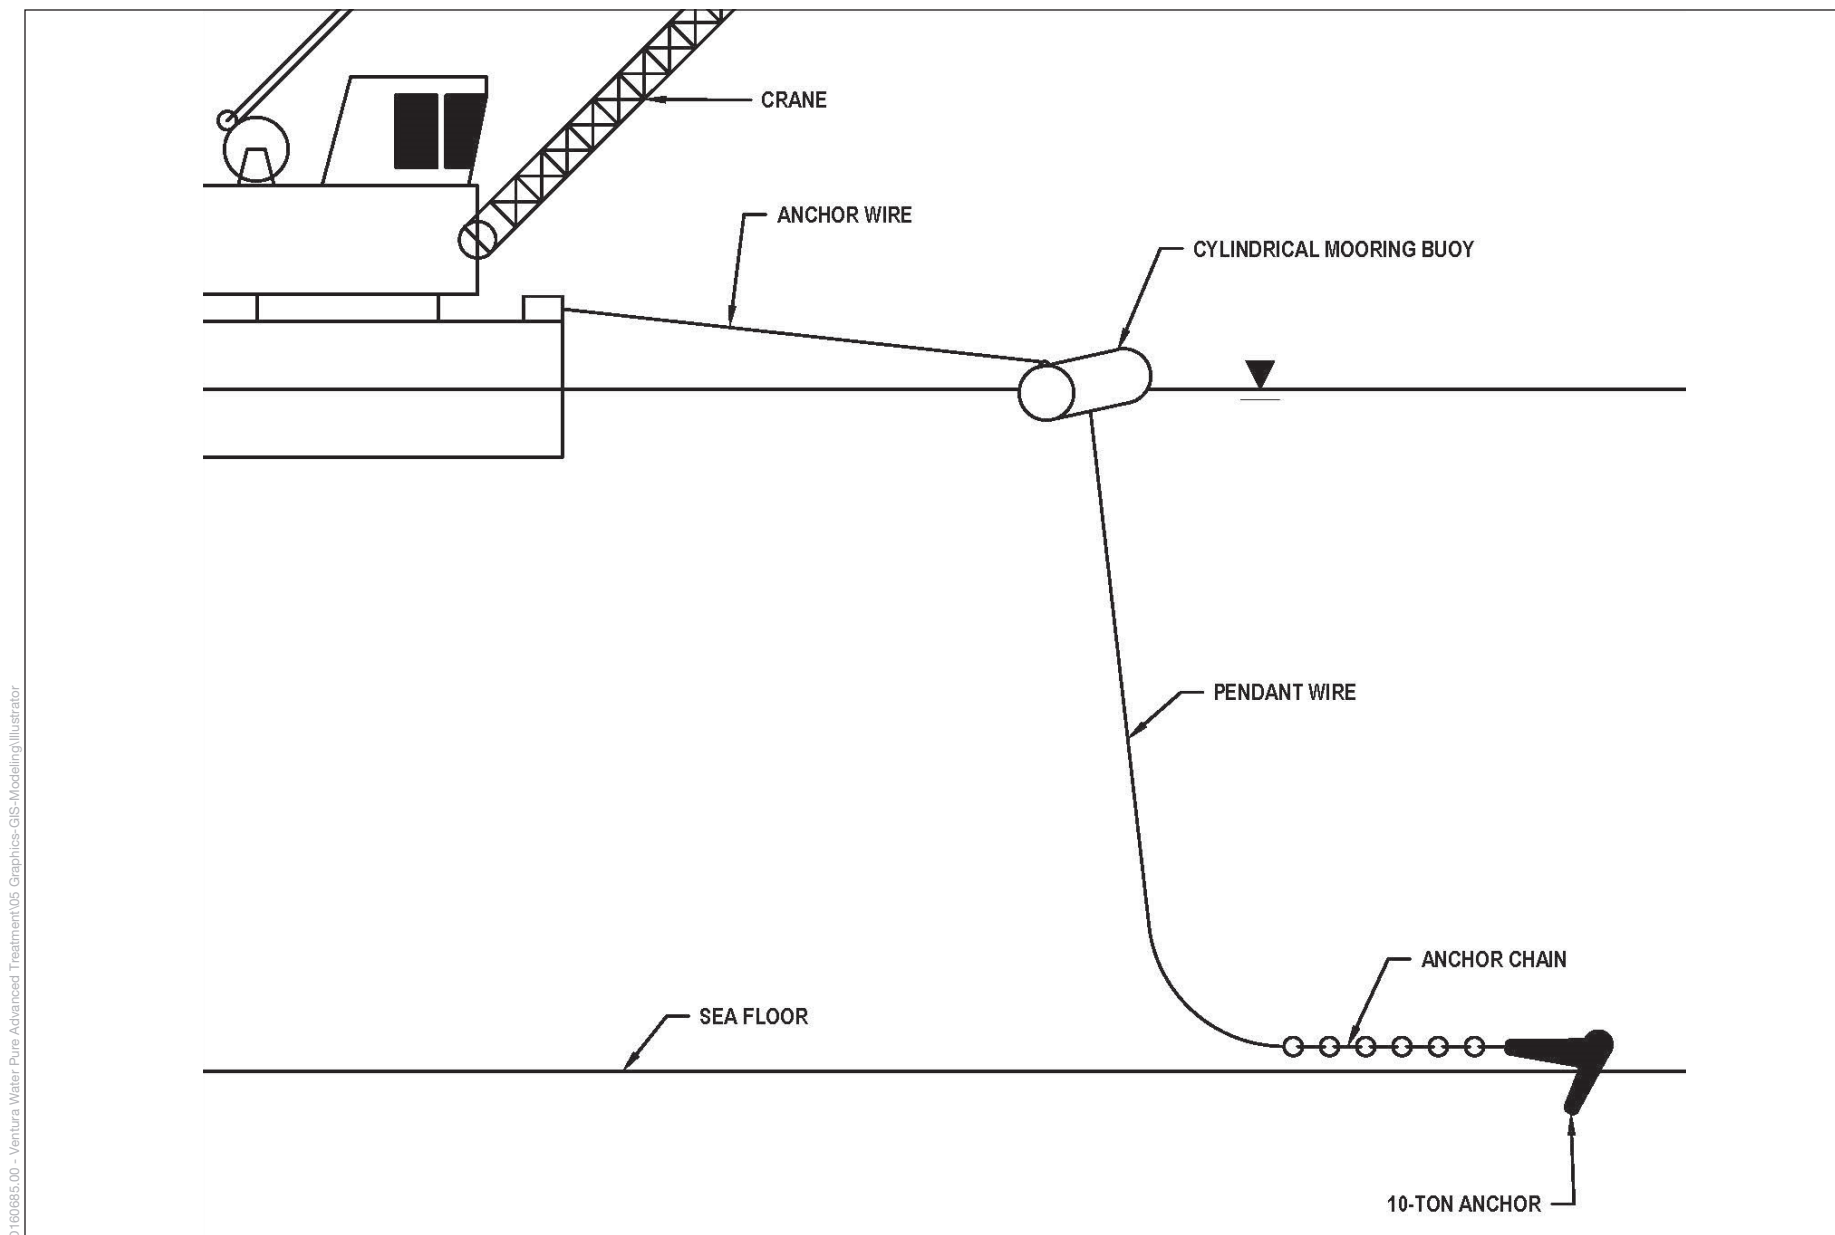 CRANE
ANCHOR WIRE
CYLINDRICAL MOORING BUOY
PENDANT WIRE
ANCHOR CHAIN
SEA FLOOR
10-TON ANCHOR
160685.00 - Ventura Water Pure Advanced Treatment\05 Graphics-GIS-Modeling\Illustrator